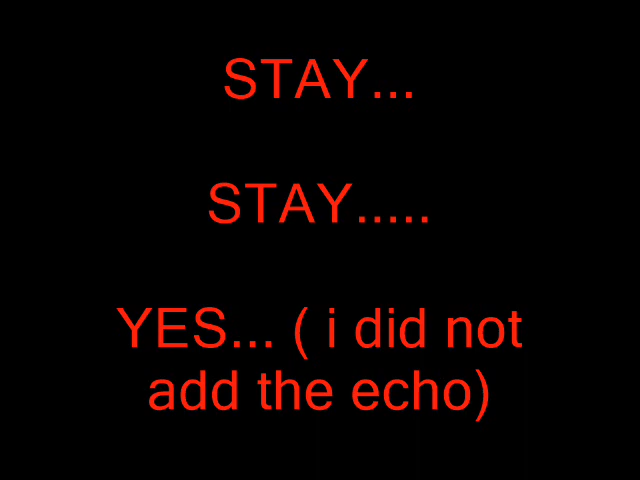 STAY...
STAY.....
YES... ( i did not
add the echo)